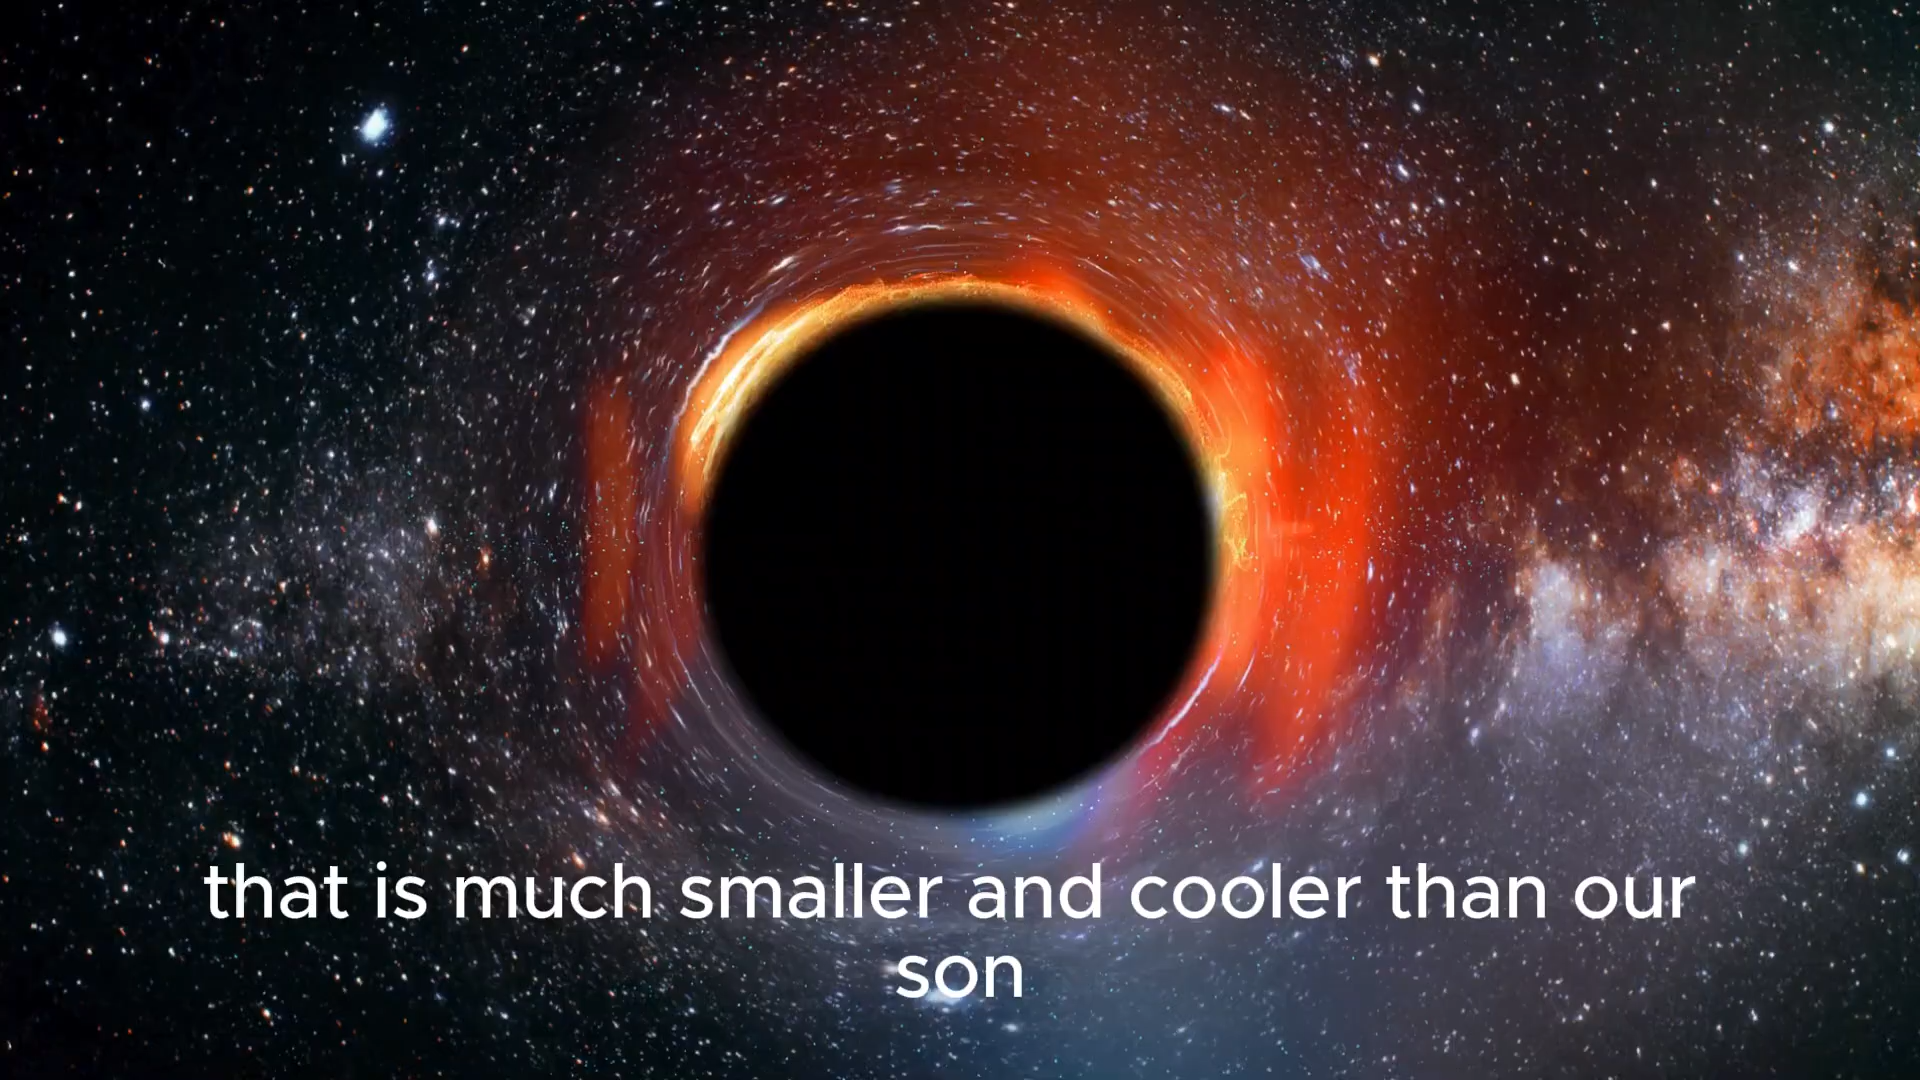 that is much smaller and cooler than our
son